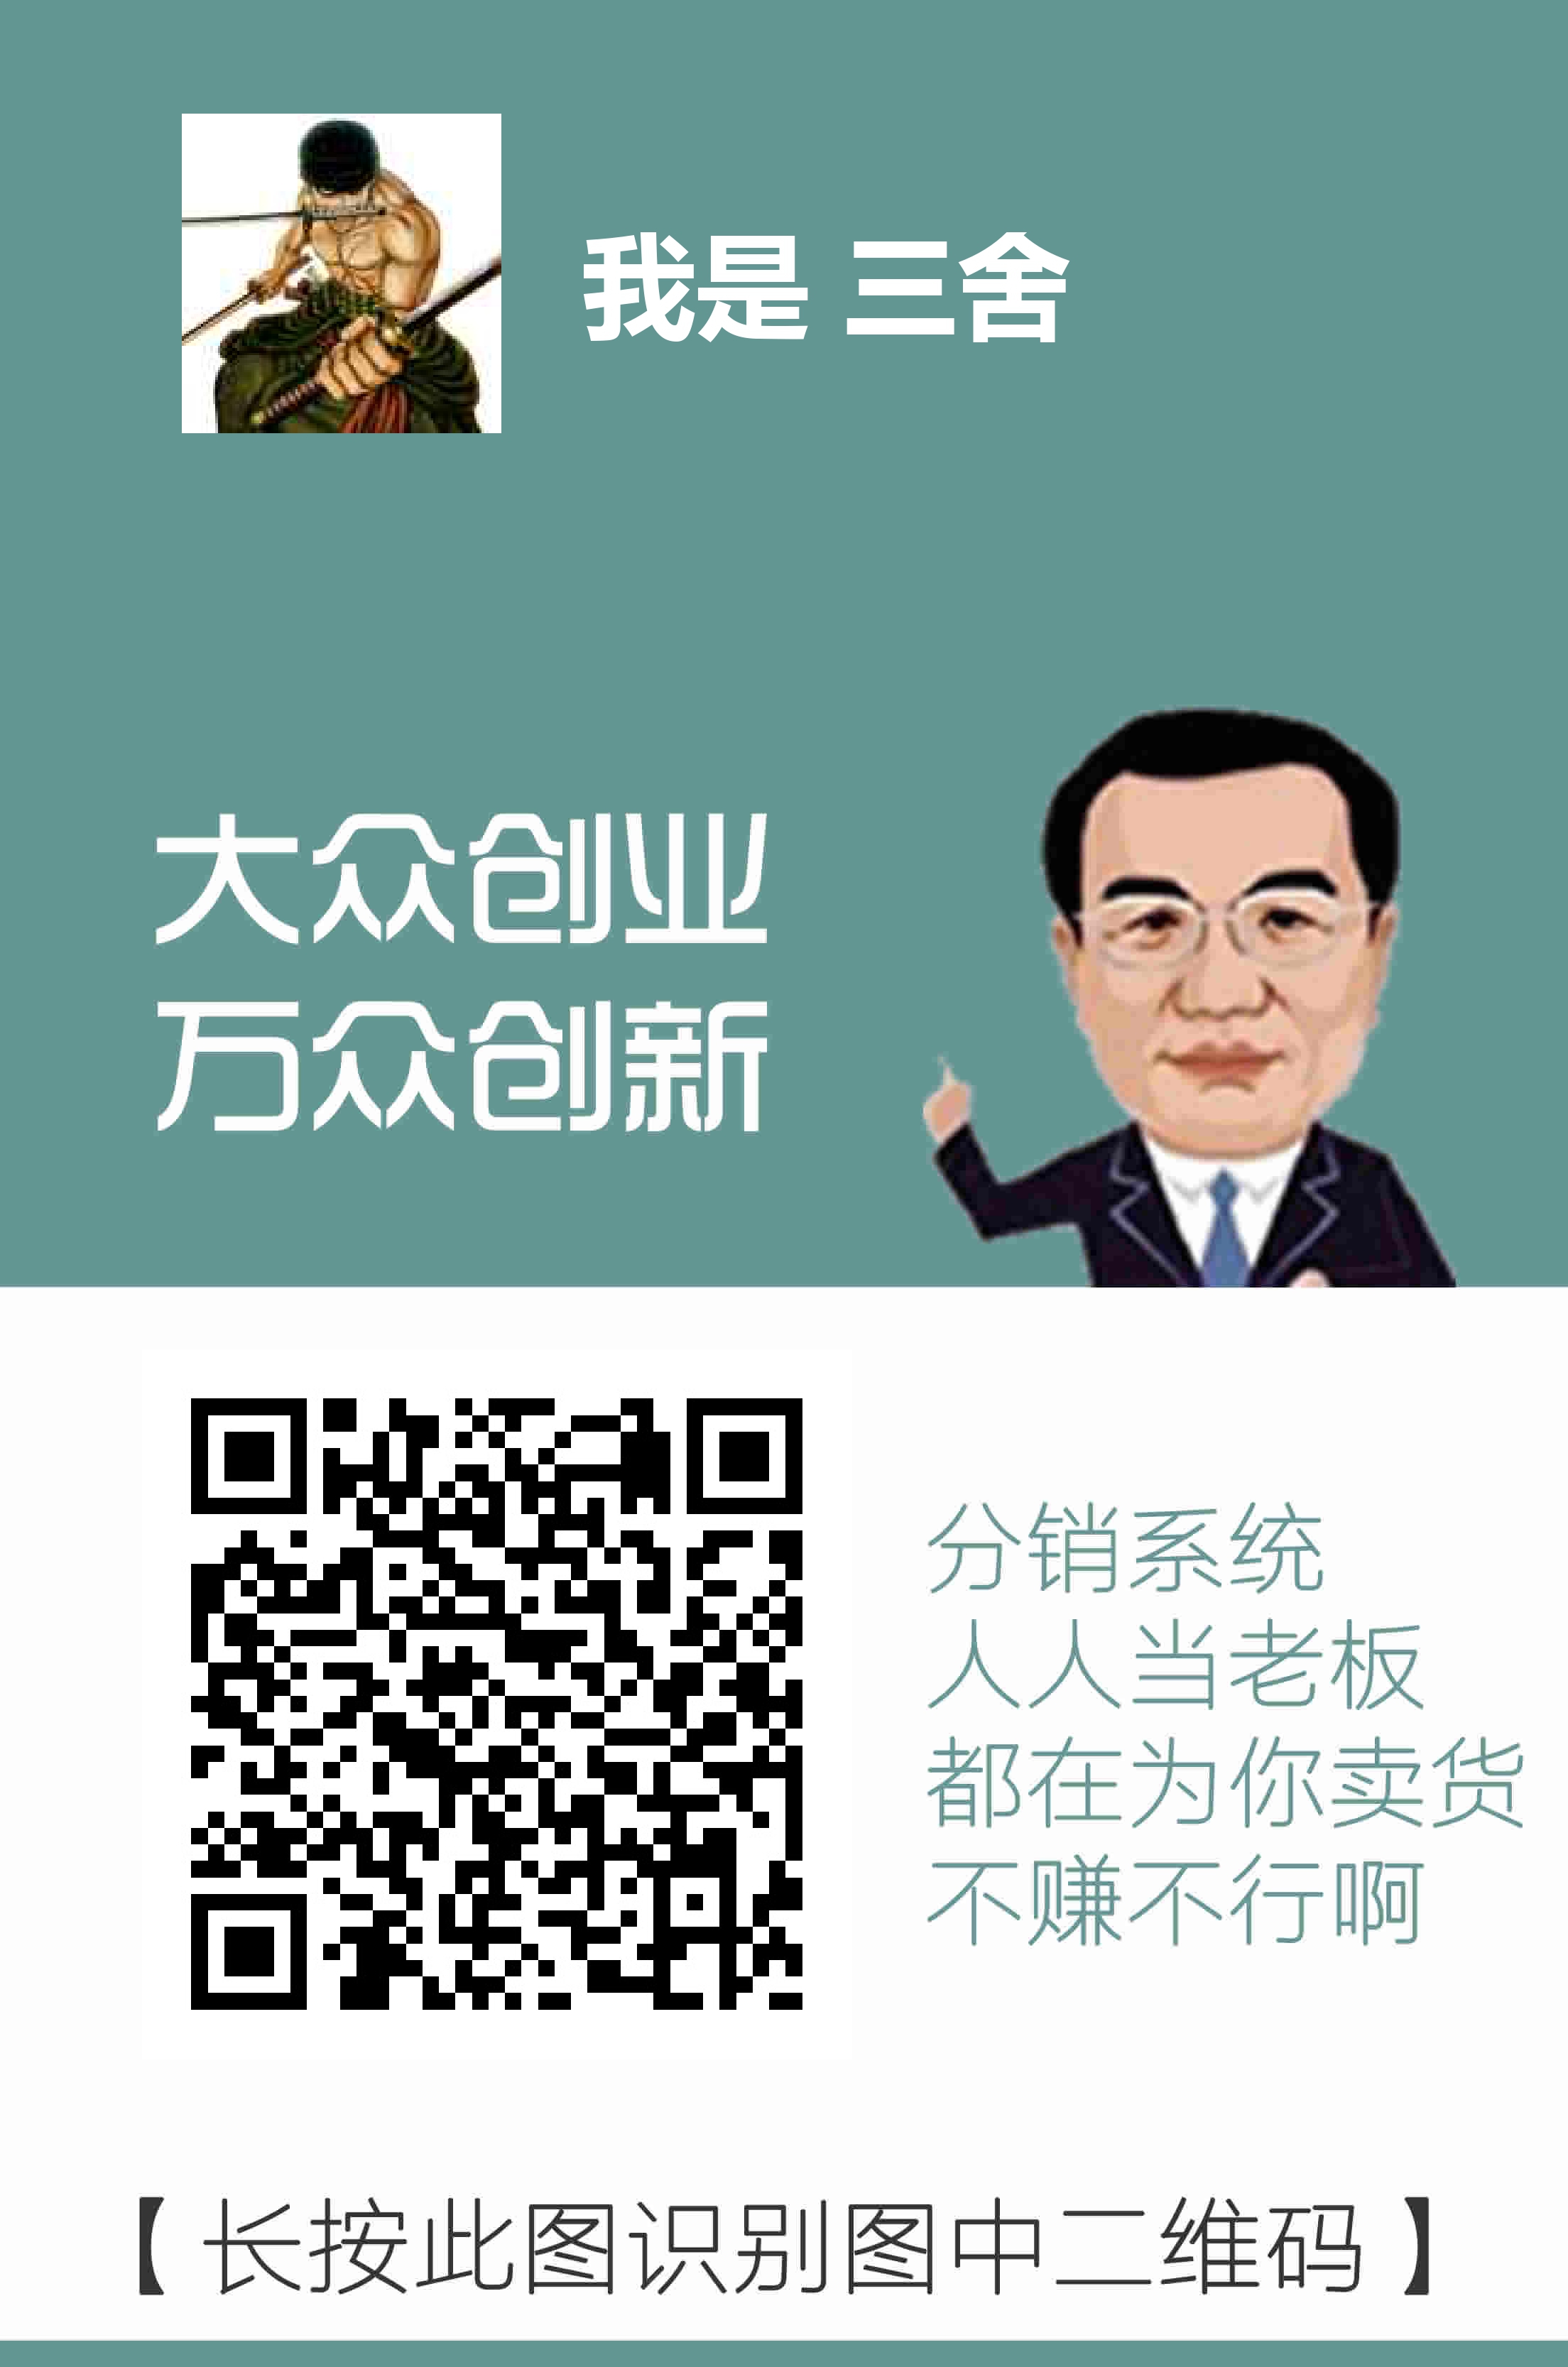 我是 三舍
大众创业
万众创新
分销系统
人人当老板
都在为你卖货
不赚不行啊
【 长按此图识别图中二维码 】